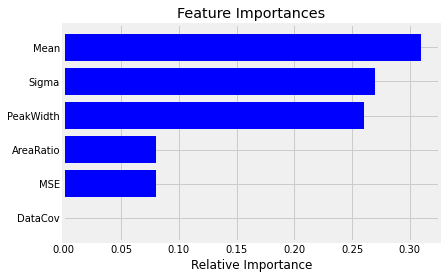 Feature Importances
Mean
Sigma
PeakWidth
AreaRatio
MSE
DataCov
0.00 0.05 0.10 0.15 0.20 0.25 0.30
Relative Importance